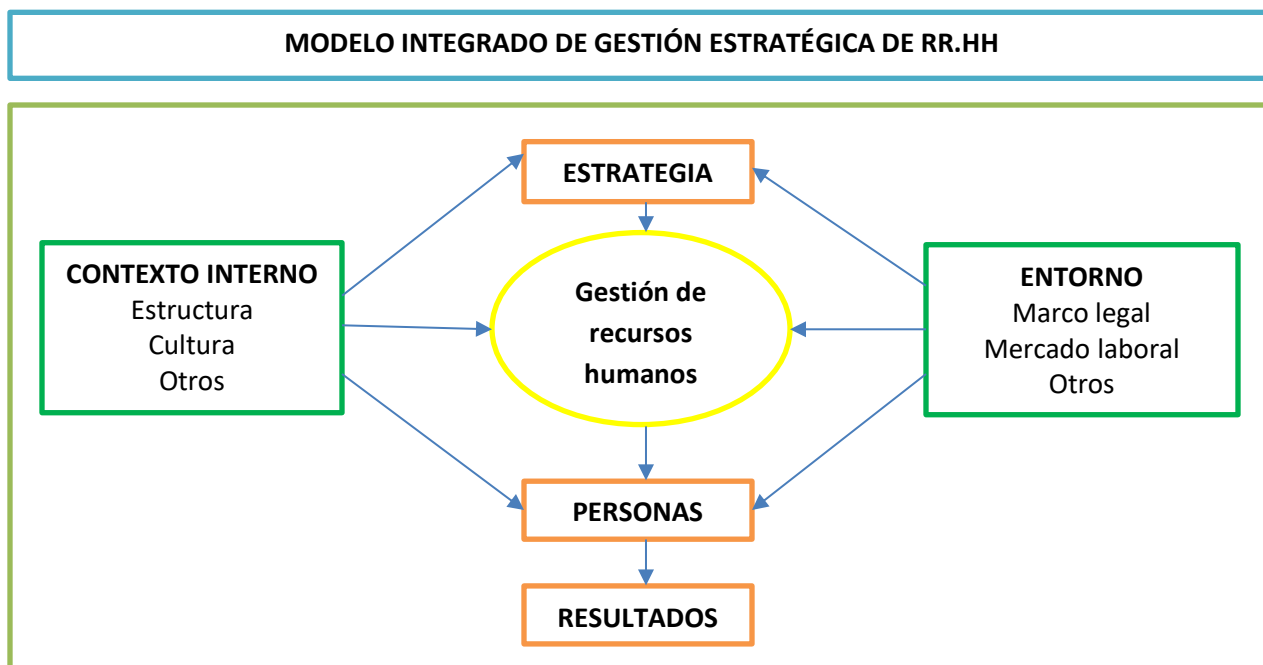 MODELO INTEGRADO DE GESTIÓN ESTRATÉGICA DE RR.HH
ESTRATEGIA
CONTEXTO INTERNO
Estructura
Cultura
Otros
Gestión de
recursos
humanos
ENTORNO
Marco legal
Mercado laboral
Otros
PERSONAS
RESULTADOS